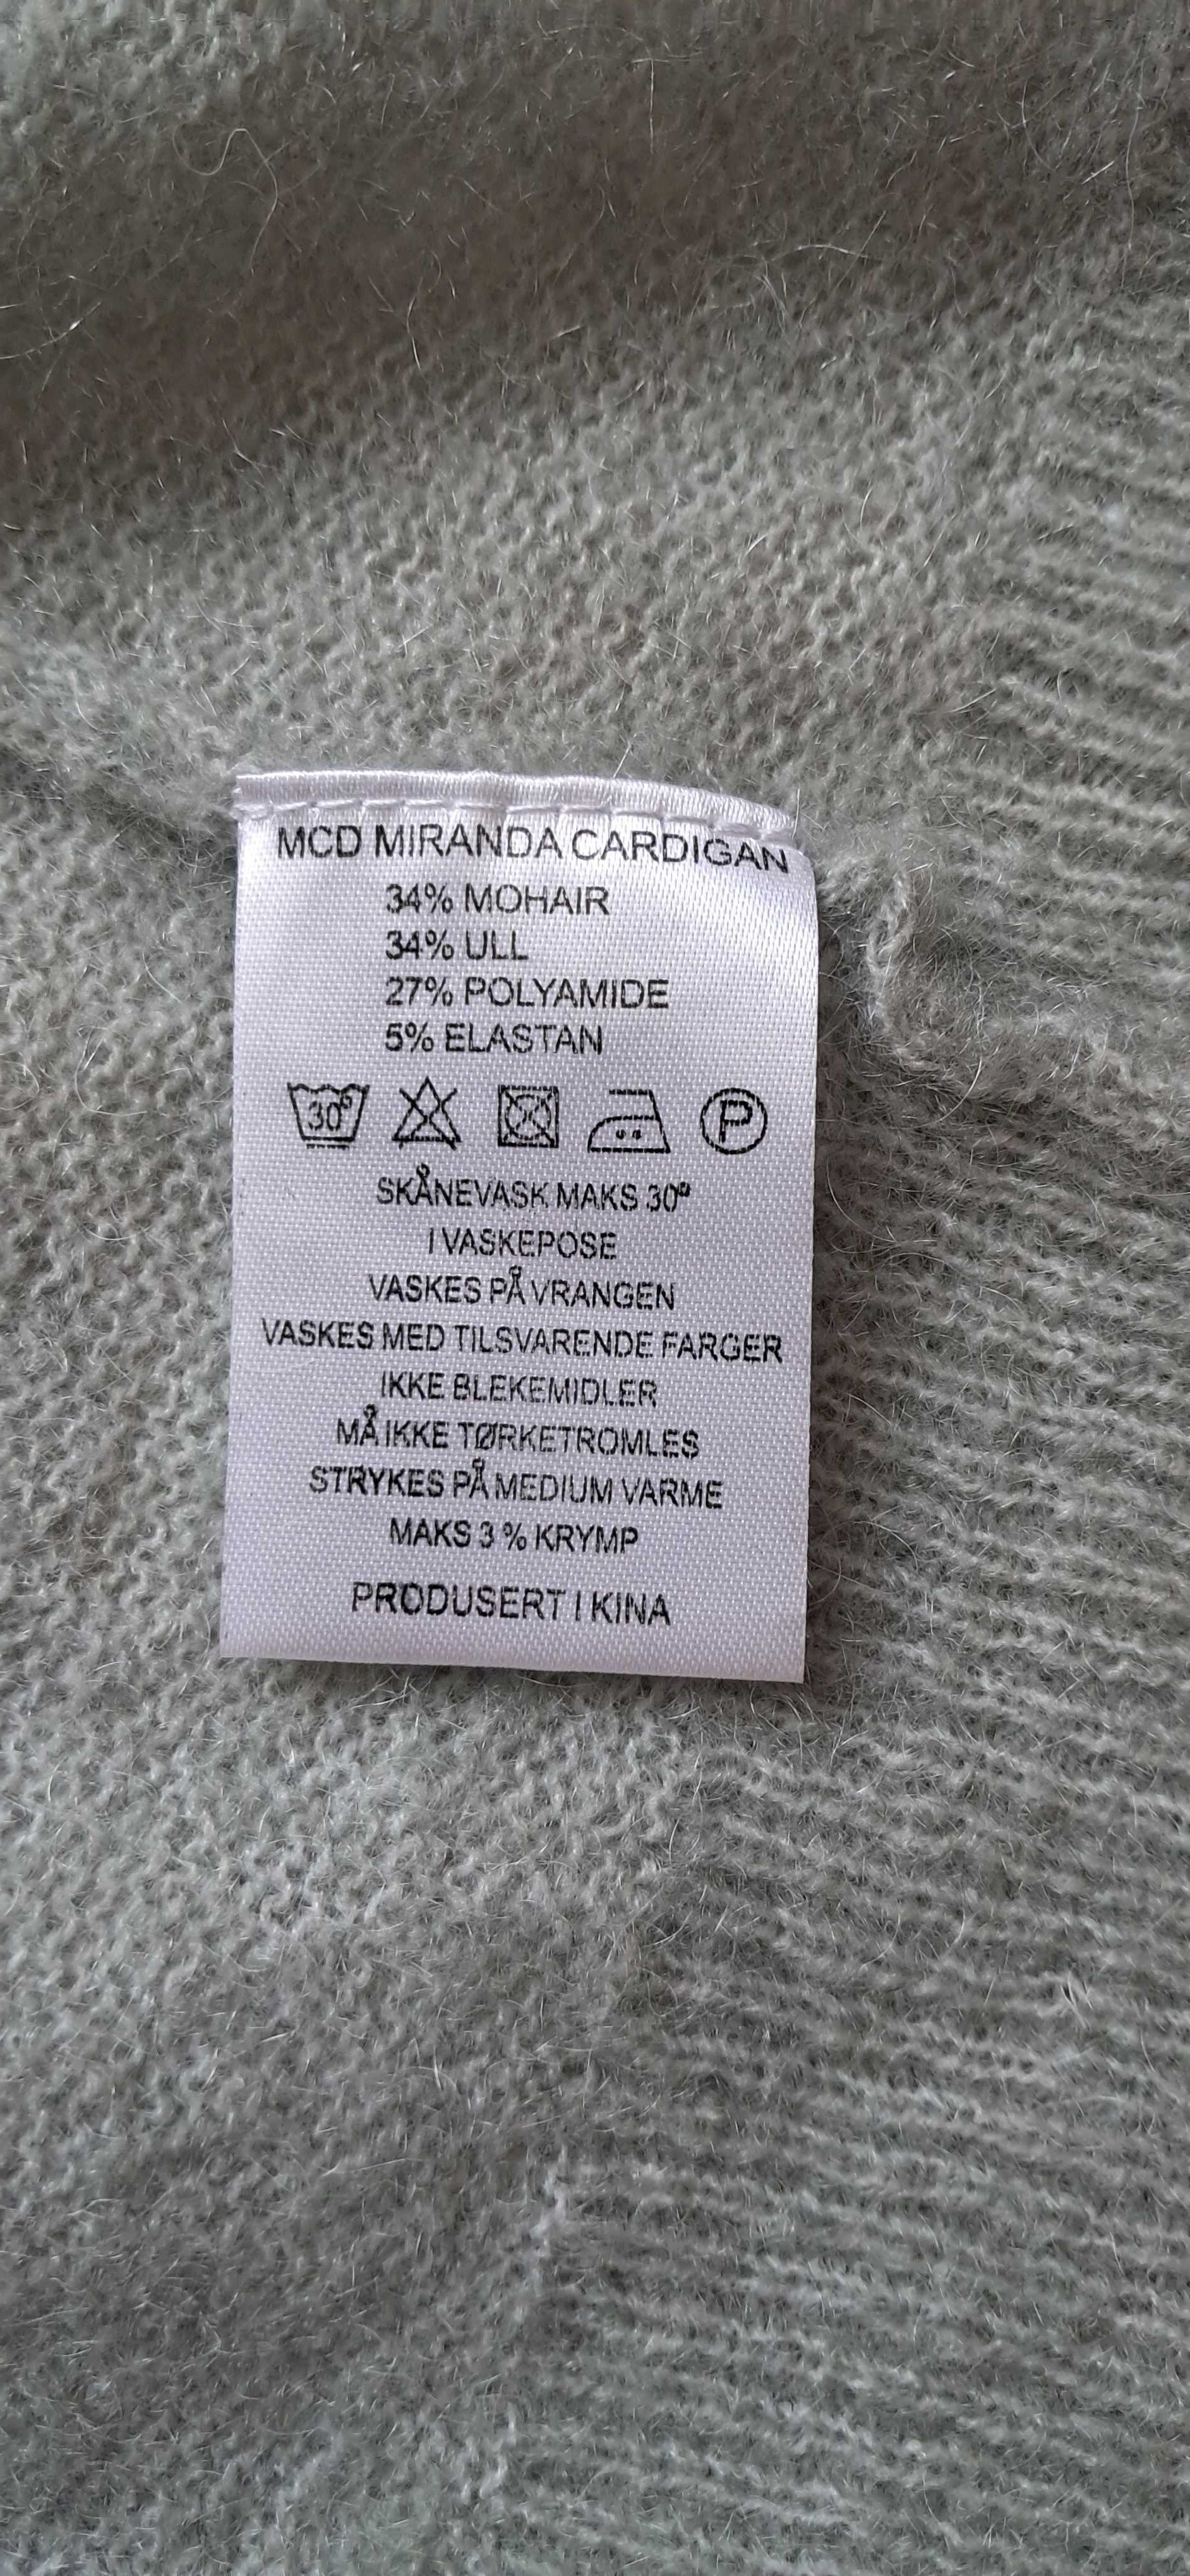 MCD MIRANDA CARDIGAN
34% MOHAIR
34% ULL
27% POLYAMIDE
5% ELASTAN
30° P
SKÅNEVASK MAKS 30º
I VASKEPOSE
VASKES PÅ VRANGEN
VASKES MED TILSVARENDE FARGER
IKKE BLEKEMIDLER
MÅ IKKE TØRKETROMLES
STRYKES PÅ MEDIUM VARME
MAKS 3 % KRYMP
PRODUSERT I KINA